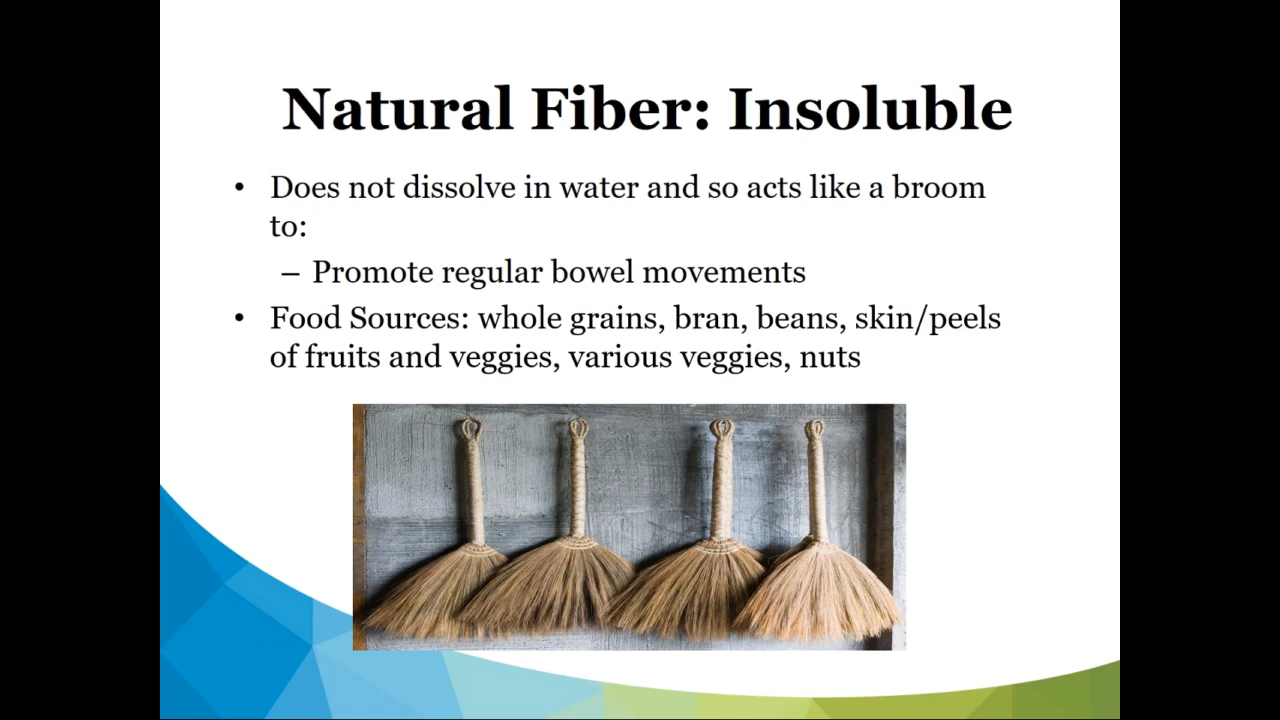 Natural Fiber: Insoluble
• Does not dissolve in water and so acts like a broom
to:
– Promote regular bowel movements
• Food Sources: whole grains, bran, beans, skin/peels
of fruits and veggies, various veggies, nuts